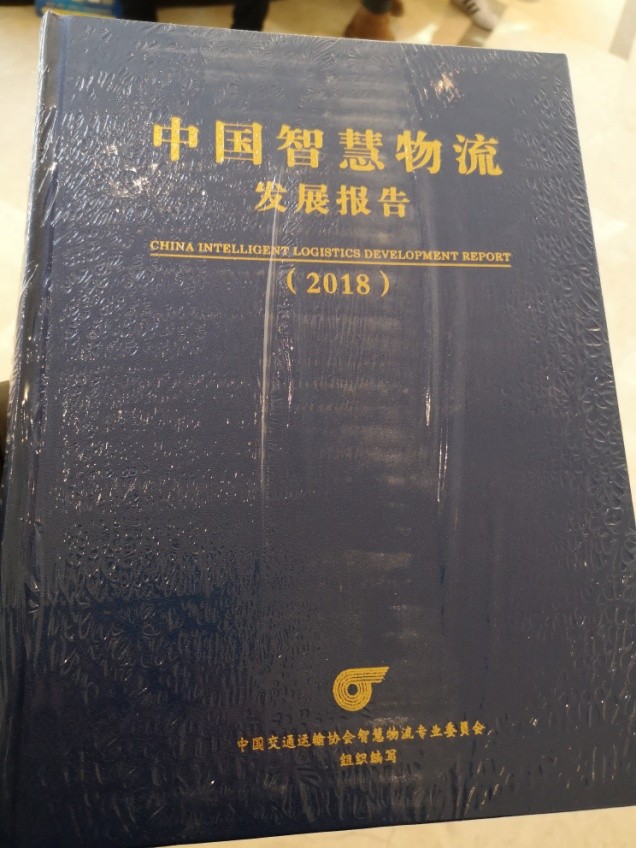 中国智慧物流
发展报告
CHINA INTELLIGENT LOGISTICS DEVELOPMENT REPORT
（2018）
中国交通运输协会智慧物流专业委员会
组织编写